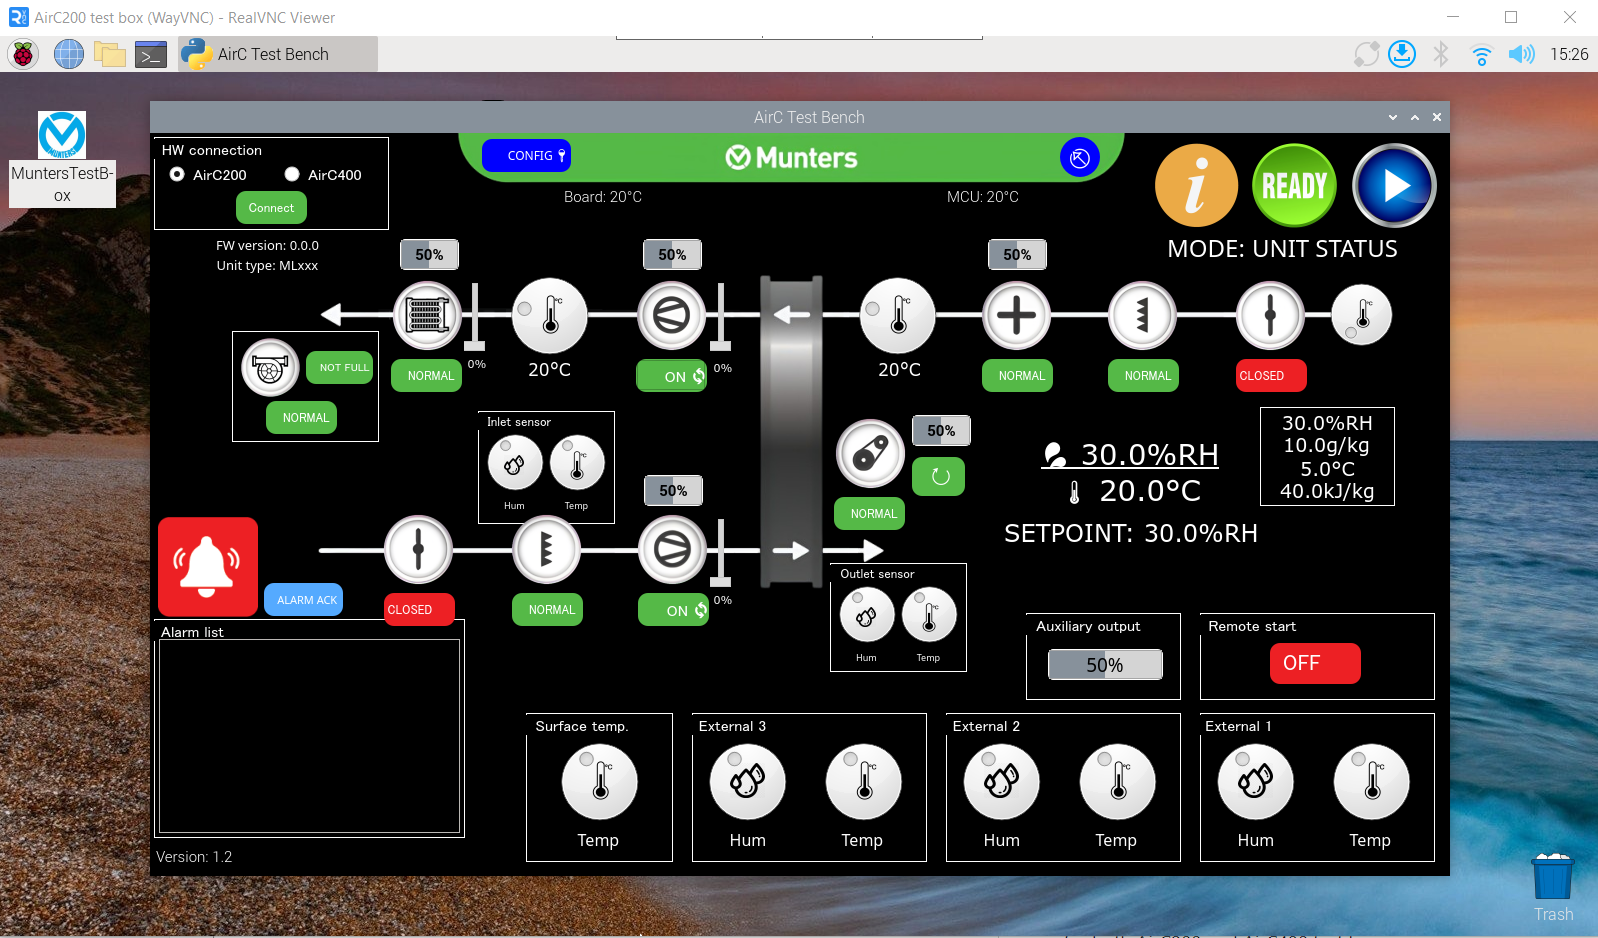 AirC200 test box (WayVNC) - RealVNC Viewer
AirC Test Bench
15:26
AirC Test Bench
MUNTERS
MuntersTestB-
ox
HW connection
AirC200 AirC400
Connect
CONFIG
Munters
READY
Board: 20°C
MCU: 20°C
FW version: 0.0.0
Unit type: MLxxx
MODE: UNIT STATUS
50%
50%
50%
°C
°C
°C
NORMAL
0%
20°C
ON
0%
20°C
NORMAL
NORMAL
CLOSED
NOT FULL
NORMAL
Inlet sensor
°C
Hum Temp
50%
50%
NORMAL
30.0%RH
20.0°C
SETPOINT: 30.0%RH
30.0%RH
10.0g/kg
5.0°C
40.0kJ/kg
ALARM ACK
CLOSED
NORMAL
ON
0%
Outlet sensor
°C
Hum Temp
Alarm list
Auxiliary output
50%
Remote start
OFF
Surface temp.
°C
Temp
External 3
°C
Hum Temp
External 2
°C
Hum Temp
External 1
°C
Hum Temp
Version: 1.2
Trash